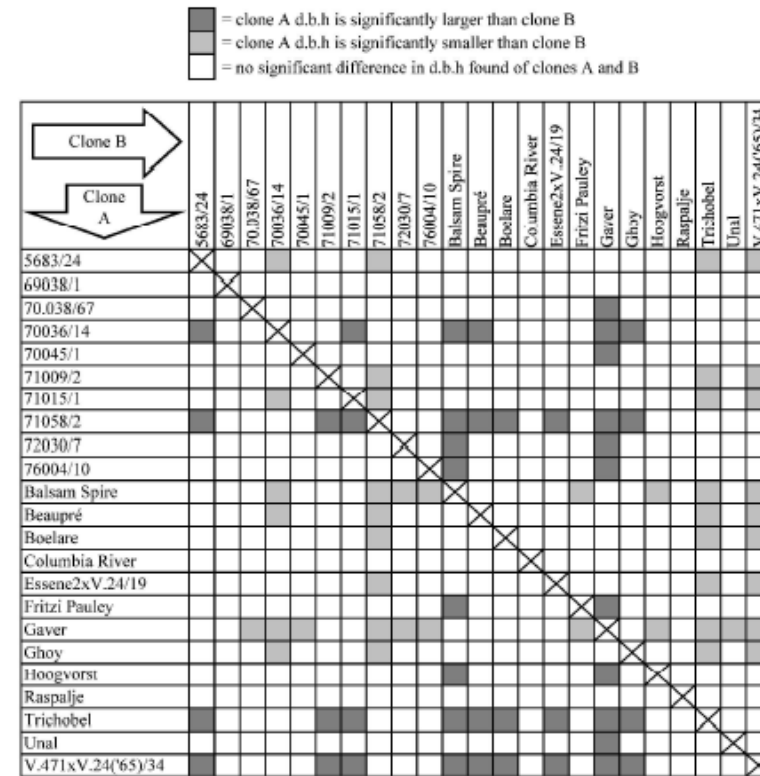 = clone A d.b.h is significantly larger than clone B
= clone A d.b.h is significantly smaller than clone B
= no significant difference in d.b.h found of clones A and B
Clone B
Clone
A
5683/24
69038/1
70.038/67
70036/14
70045/1
71009/2
71015/1
71058/2
72030/7
76004/10
Balsam Spire
Beaupré
Boelare
Columbia River
Essene2xV.24/19
Fritzi Pauley
Gaver
Ghoy
Hoogvorst
Raspalje
Trichobel
Unal
V.471xV.24('65)/34
5683/24
69038/1
70.038/67
70036/14
70045/1
71009/2
71015/1
71058/2
72030/7
76004/10
Balsam Spire
Beaupré
Boelare
Columbia River
Essene2xV.24/19
Fritzi Pauley
Gaver
Ghoy
Hoogvorst
Raspalje
Trichobel
Unal
V.471xV.24('65)/34